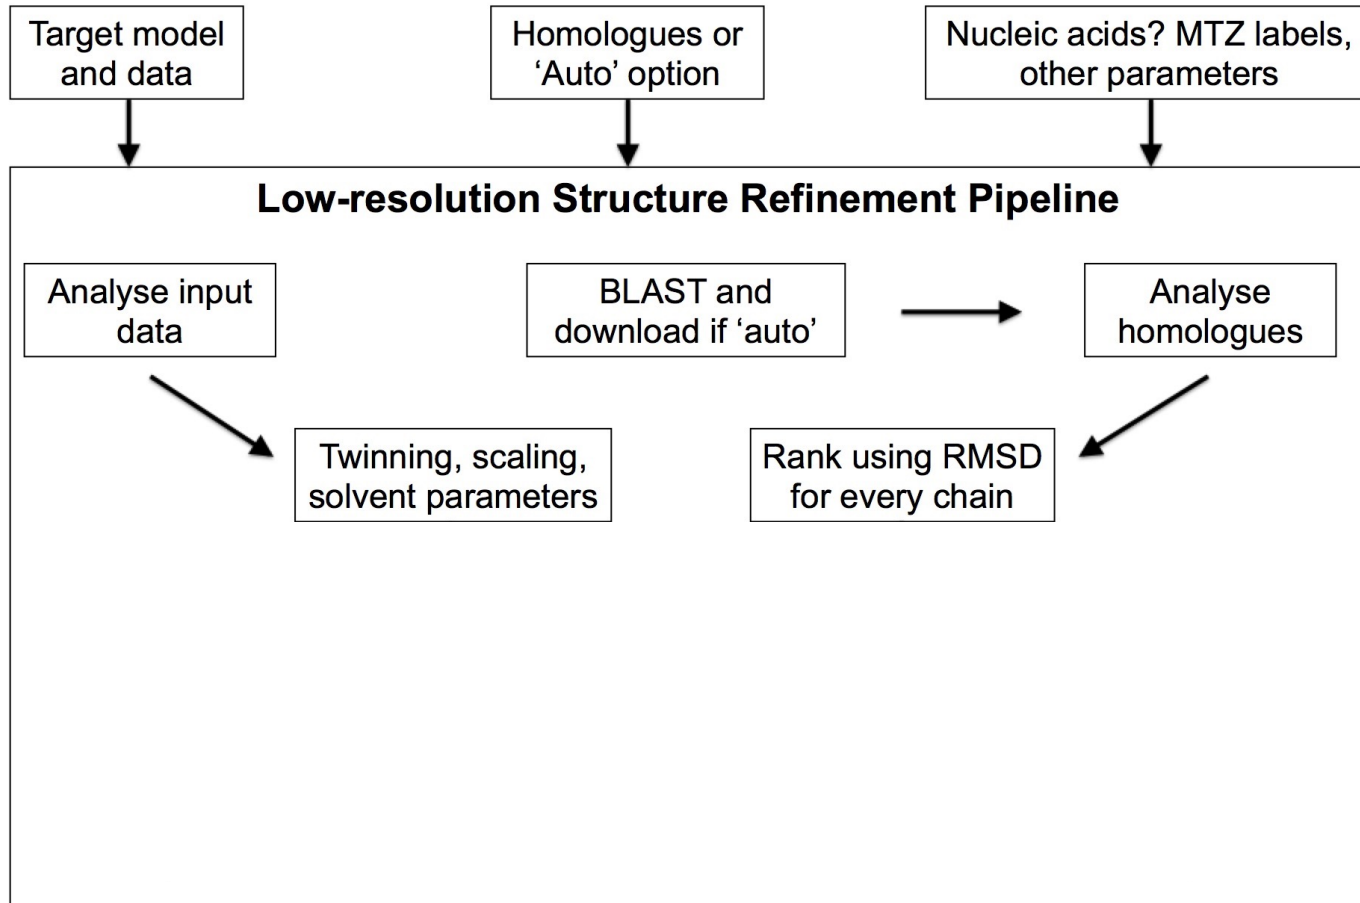 Target model
and data
Homologues or
‘Auto’ option
Nucleic acids? MTZ labels,
other parameters
Low-resolution Structure Refinement Pipeline
Analyse input
data
BLAST and
download if ‘auto’
Analyse
homologues
Twinning, scaling,
solvent parameters
Rank using RMSD
for every chain